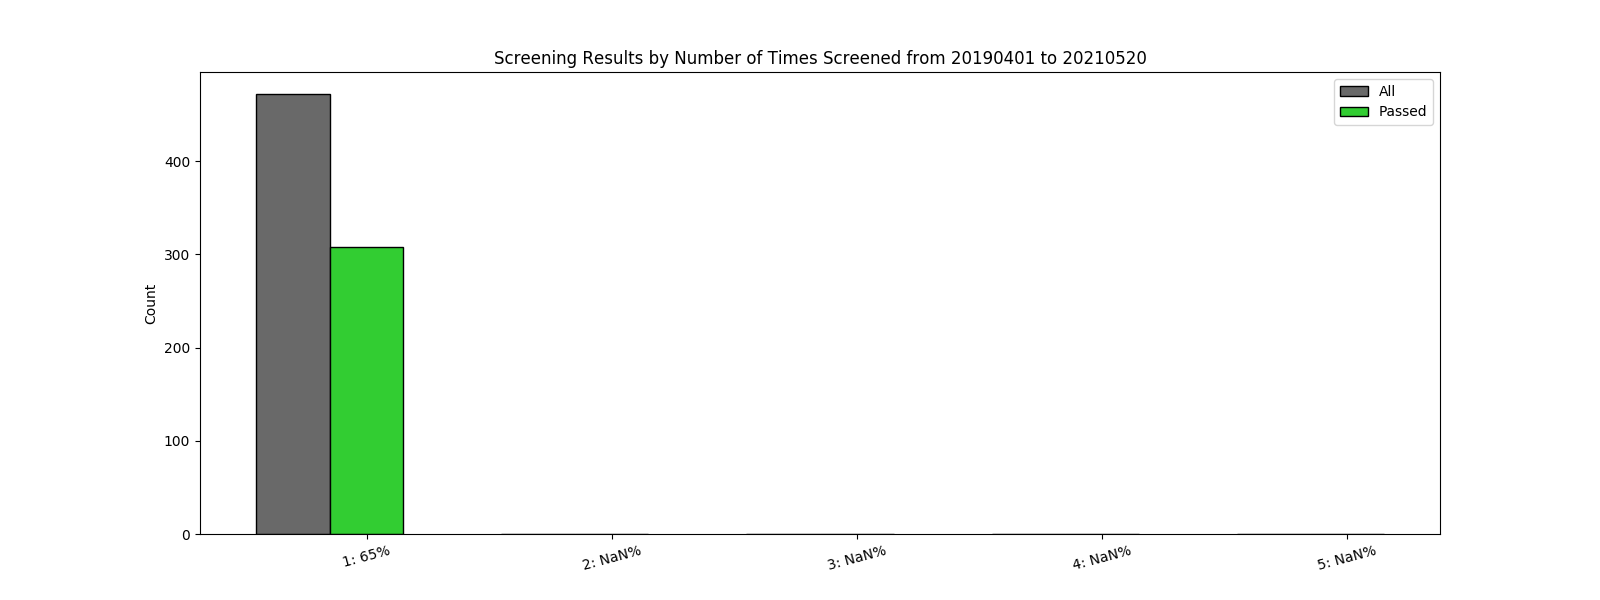 Screening Results by Number of Times Screened from 20190401 to 20210520
All
Passed
400
300
200
100
0
Count
1: 65%
2: NaN%
3: NaN%
4: NaN%
5: NaN%